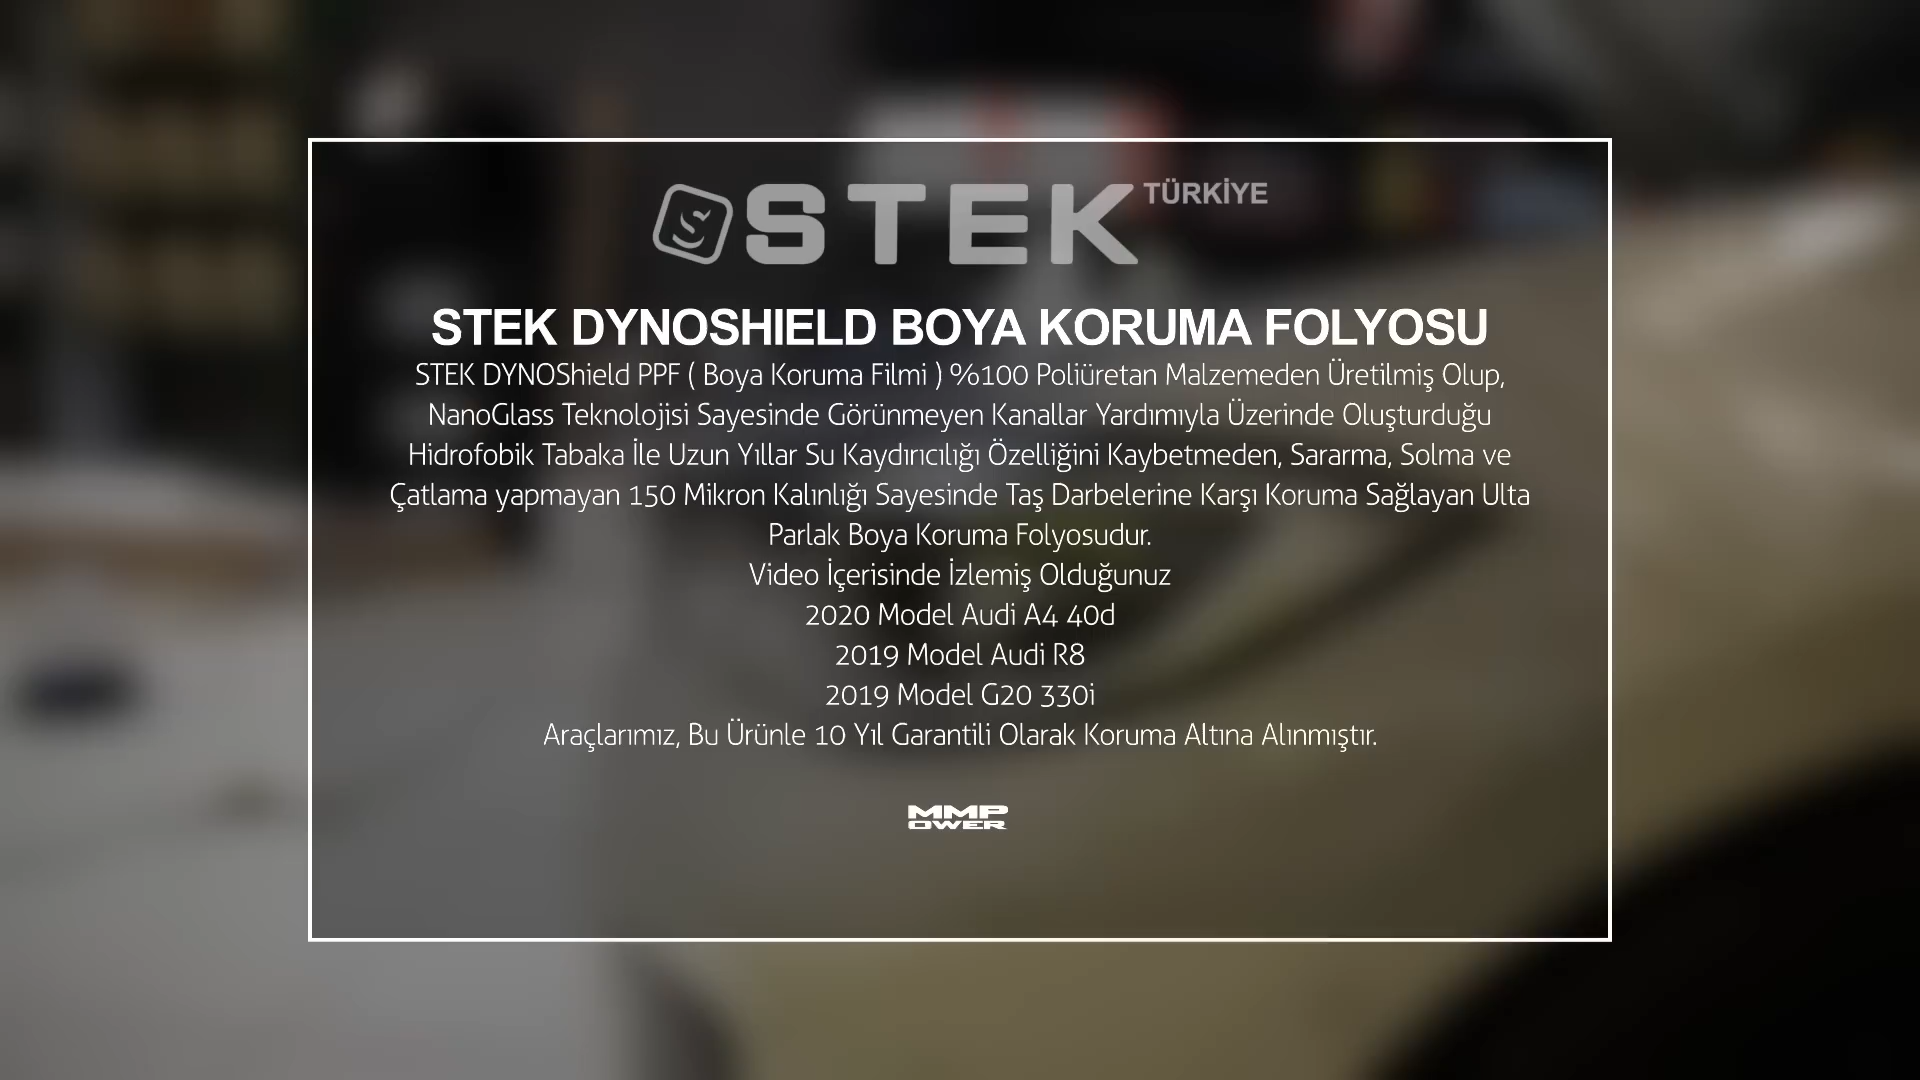 S STEK TÜRKİYE
STEK DYNOSHIELD BOYA KORUMA FOLYOSU
STEK DYNOShield PPF ( Boya Koruma Filmi ) %100 Poliüretan Malzemeden Üretilmiş Olup,
NanoGlass Teknolojisi Sayesinde Görünmeyen Kanallar Yardımıyla Üzerinde Oluşturduğu
Hidrofobik Tabaka İle Uzun Yıllar Su Kaydırıcılığı Özelliğini Kaybetmeden, Sararma, Solma ve
Çatlama yapmayan 150 Mikron Kalınlığı Sayesinde Taş Darbelerine Karşı Koruma Sağlayan Ulta
Parlak Boya Koruma Folyosudur.
Video İçerisinde İzlemiş Olduğunuz
2020 Model Audi A4 40d
2019 Model Audi R8
2019 Model G20 330i
Araçlarımız, Bu Ürünle 10 Yıl Garantili Olarak Koruma Altına Alınmıştır.
MMP
OWER